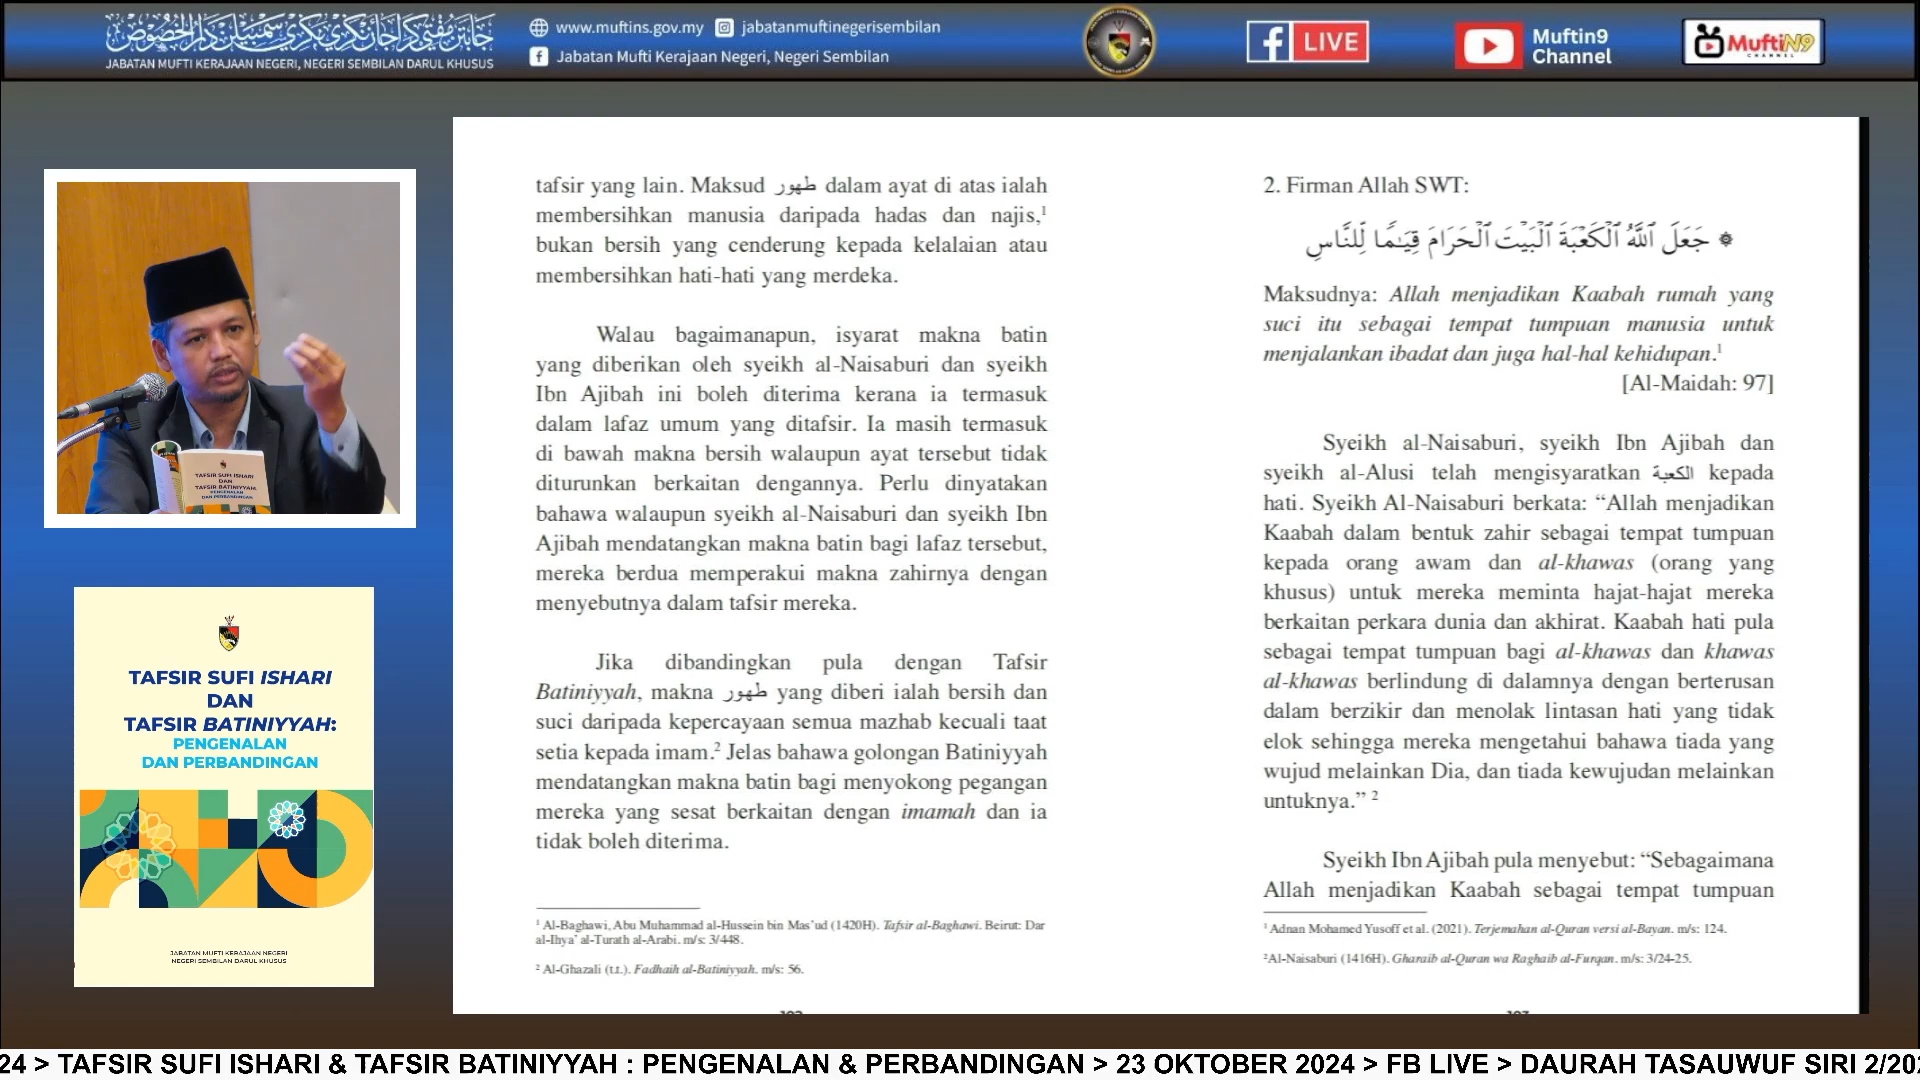 جابتن مفتي كراجأن نڬري نڬري سمبيلن دارالخصوص
JABATAN MUFTI KERAJAAN NEGERI, NEGERI SEMBILAN DARUL KHUSUS
www.muftins.gov.my jabatanmuftinegerisembilan
Jabatan Mufti Kerajaan Negeri, Negeri Sembilan
f LIVE
Muftin9
Channel
MuftiN9
CHANNEL
TAFSIR SUFI ISHARI
DAN
TAFSIR BATINIYYAH:
PENGENALAN
DAN PERBANDINGAN
TAFSIR SUFI ISHARI
DAN
TAFSIR BATINIYYAH:
PENGENALAN
DAN PERBANDINGAN
JABATAN MUFTI KERAJAAN NEGERI
NEGERI SEMBILAN DARUL KHUSUS
tafsir yang lain. Maksud طهور dalam ayat di atas ialah
membersihkan manusia daripada hadas dan najis,¹
bukan bersih yang cenderung kepada kelalaian atau
membersihkan hati-hati yang merdeka.
Walau bagaimanapun, isyarat makna batin
yang diberikan oleh syeikh al-Naisaburi dan syeikh
Ibn Ajibah ini boleh diterima kerana ia termasuk
dalam lafaz umum yang ditafsir. Ia masih termasuk
di bawah makna bersih walaupun ayat tersebut tidak
diturunkan berkaitan dengannya. Perlu dinyatakan
bahawa walaupun syeikh al-Naisaburi dan syeikh Ibn
Ajibah mendatangkan makna batin bagi lafaz tersebut,
mereka berdua memperakui makna zahirnya dengan
menyebutnya dalam tafsir mereka.
Jika dibandingkan pula dengan Tafsir
Batiniyyah, makna طهور yang diberi ialah bersih dan
suci daripada kepercayaan semua mazhab kecuali taat
setia kepada imam.² Jelas bahawa golongan Batiniyyah
mendatangkan makna batin bagi menyokong pegangan
mereka yang sesat berkaitan dengan imamah dan ia
tidak boleh diterima.
¹ Al-Baghawi, Abu Muhammad al-Hussein bin Mas'ud (1420H). Tafsir al-Baghawi. Beirut: Dar
al-Ihya' al-Turath al-Arabi. m/s: 3/448.
² Al-Ghazali (t.t.). Fadhaih al-Batiniyyah. m/s: 56.
2. Firman Allah SWT:
۞ جَعَلَ ٱللَّهُ ٱلْكَعْبَةَ ٱلْبَيْتَ ٱلْحَرَامَ قِيَٰمًا لِّلنَّاسِ
Maksudnya: Allah menjadikan Kaabah rumah yang
suci itu sebagai tempat tumpuan manusia untuk
menjalankan ibadat dan juga hal-hal kehidupan.¹
[Al-Maidah: 97]
Syeikh al-Naisaburi, syeikh Ibn Ajibah dan
syeikh al-Alusi telah mengisyaratkan الكعبة kepada
hati. Syeikh Al-Naisaburi berkata: “Allah menjadikan
Kaabah dalam bentuk zahir sebagai tempat tumpuan
kepada orang awam dan al-khawas (orang yang
khusus) untuk mereka meminta hajat-hajat mereka
berkaitan perkara dunia dan akhirat. Kaabah hati pula
sebagai tempat tumpuan bagi al-khawas dan khawas
al-khawas berlindung di dalamnya dengan berterusan
dalam berzikir dan menolak lintasan hati yang tidak
elok sehingga mereka mengetahui bahawa tiada yang
wujud melainkan Dia, dan tiada kewujudan melainkan
untuknya.” ²
Syeikh Ibn Ajibah pula menyebut: “Sebagaimana
Allah menjadikan Kaabah sebagai tempat tumpuan
¹ Adnan Mohamed Yusoff et al. (2021). Terjemahan al-Quran versi al-Bayan. m/s: 124.
²Al-Naisaburi (1416H). Gharaib al-Quran wa Raghaib al-Furqan. m/s: 3/24-25.
24 > TAFSIR SUFI ISHARI & TAFSIR BATINIYYAH : PENGENALAN & PERBANDINGAN > 23 OKTOBER 2024 > FB LIVE > DAURAH TASAUWUF SIRI 2/202